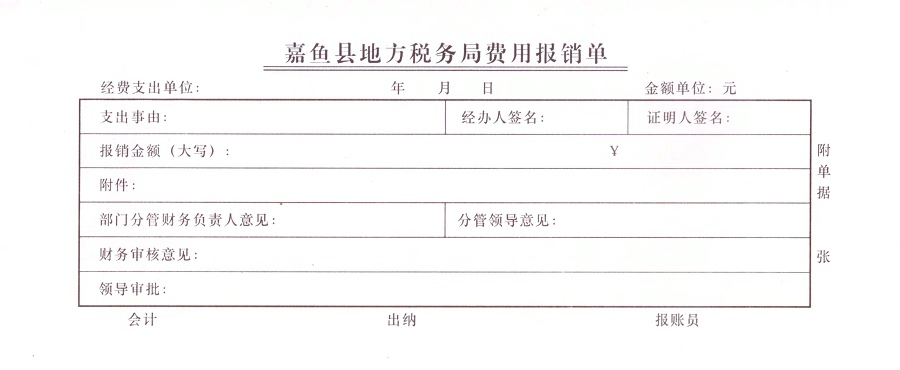 嘉鱼县地方税务局费用报销单
经费支出单位: 年 月 日 金额单位: 元
支出事由: 经办人签名: 证明人签名:
报销金额（大写）: ¥
附件:
部门分管财务负责人意见: 分管领导意见:
财务审核意见:
领导审批:
附单据 张
会计 出纳 报账员